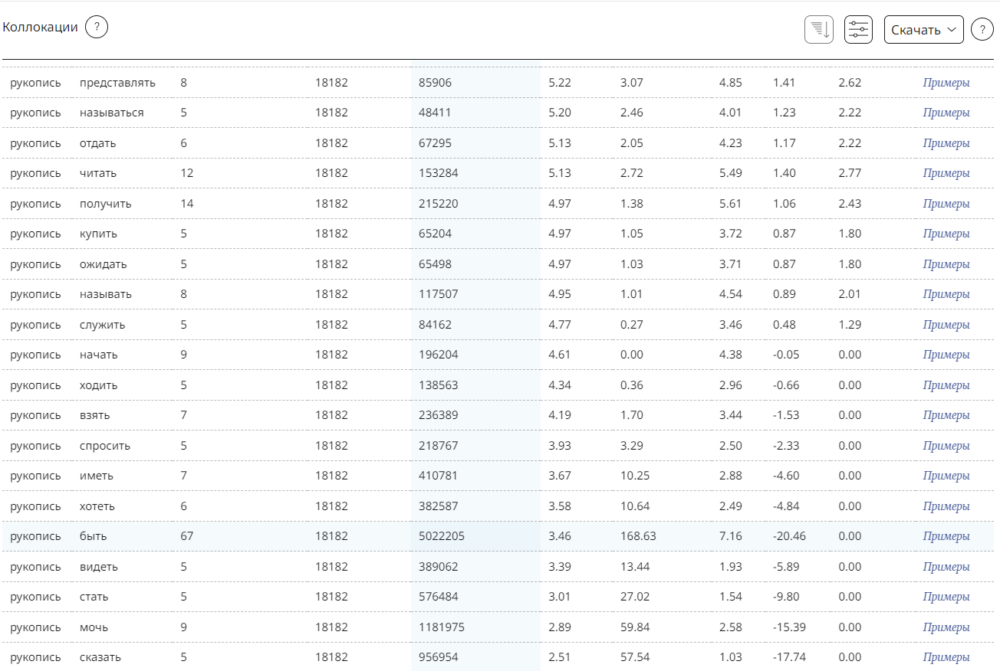 Коллокации ? Скачать ?
рукопись представлять 8 18182 85906 5.22 3.07 4.85 1.41 2.62 Примеры
рукопись называться 5 18182 48411 5.20 2.46 4.01 1.23 2.22 Примеры
рукопись отдать 6 18182 67295 5.13 2.05 4.23 1.17 2.22 Примеры
рукопись читать 12 18182 153284 5.13 2.72 5.49 1.40 2.77 Примеры
рукопись получить 14 18182 215220 4.97 1.38 5.61 1.06 2.43 Примеры
рукопись купить 5 18182 65204 4.97 1.05 3.72 0.87 1.80 Примеры
рукопись ожидать 5 18182 65498 4.97 1.03 3.71 0.87 1.80 Примеры
рукопись называть 8 18182 117507 4.95 1.01 4.54 0.89 2.01 Примеры
рукопись служить 5 18182 84162 4.77 0.27 3.46 0.48 1.29 Примеры
рукопись начать 9 18182 196204 4.61 0.00 4.38 -0.05 0.00 Примеры
рукопись ходить 5 18182 138563 4.34 0.36 2.96 -0.66 0.00 Примеры
рукопись взять 7 18182 236389 4.19 1.70 3.44 -1.53 0.00 Примеры
рукопись спросить 5 18182 218767 3.93 3.29 2.50 -2.33 0.00 Примеры
рукопись иметь 7 18182 410781 3.67 10.25 2.88 -4.60 0.00 Примеры
рукопись хотеть 6 18182 382587 3.58 10.64 2.49 -4.84 0.00 Примеры
рукопись быть 67 18182 5022205 3.46 168.63 7.16 -20.46 0.00 Примеры
рукопись видеть 5 18182 389062 3.39 13.44 1.93 -5.89 0.00 Примеры
рукопись стать 5 18182 576484 3.01 27.02 1.54 -9.80 0.00 Примеры
рукопись мочь 9 18182 1181975 2.89 59.84 2.58 -15.39 0.00 Примеры
рукопись сказать 5 18182 956954 2.51 57.54 1.03 -17.74 0.00 Примеры